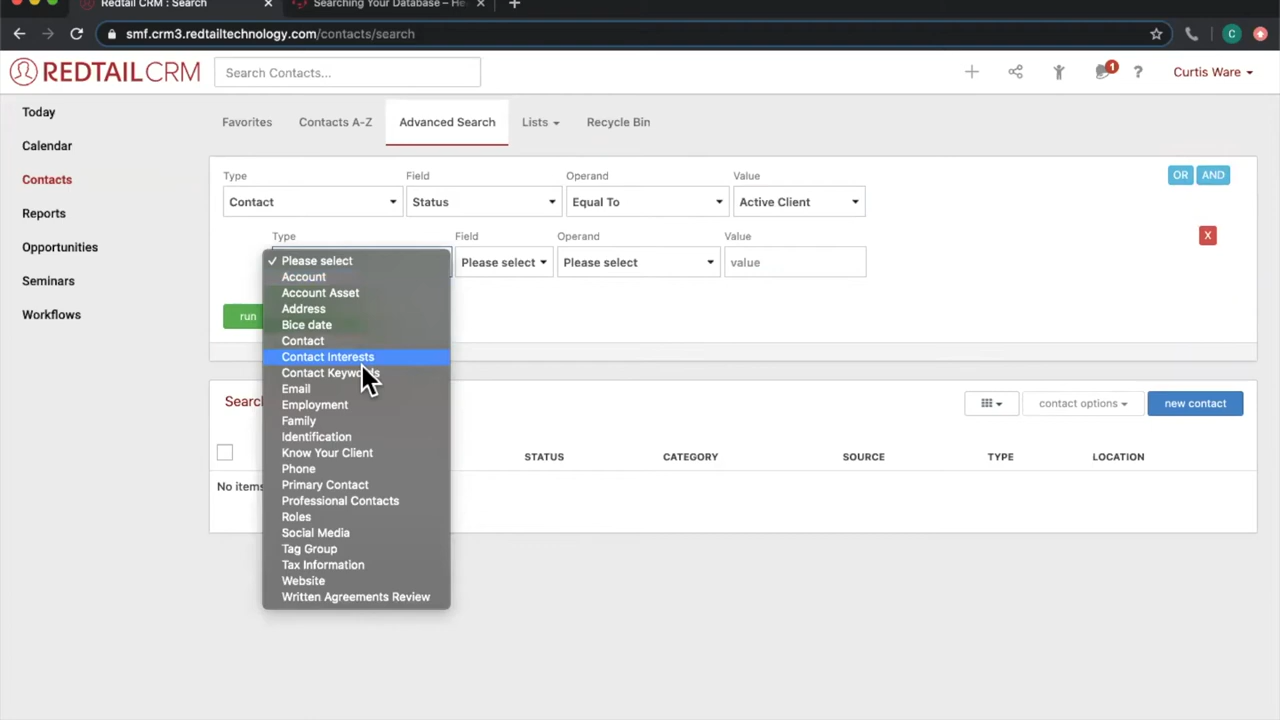 Redtail CRM : Search
Searching Your Database – He
smf.crm3.redtailtechnology.com/contacts/search
C
REDTAILCRM
Search Contacts...
1
?
Curtis Ware
Today
Calendar
Contacts
Reports
Opportunities
Seminars
Workflows
Favorites
Contacts A-Z
Advanced Search
Lists
Recycle Bin
Type Field Operand Value
OR AND
Contact Status Equal To Active Client
Type Field Operand Value
X
Please select Please select value
Please select
Account
Account Asset
Address
Bice date
Contact
Contact Interests
Contact Keywords
Email
Employment
Family
Identification
Know Your Client
Phone
Primary Contact
Professional Contacts
Roles
Social Media
Tag Group
Tax Information
Website
Written Agreements Review
run
Search
contact options
new contact
STATUS CATEGORY SOURCE TYPE LOCATION
No items